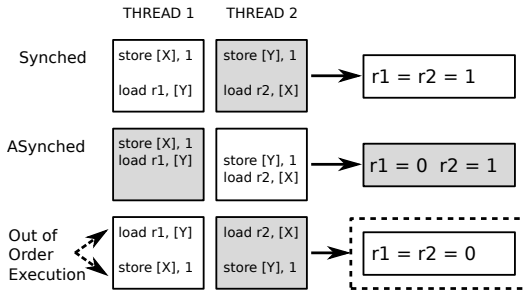 THREAD 1 THREAD 2
Synched
store [X], 1
load r1, [Y]
store [Y], 1
load r2, [X]
r1 = r2 = 1
ASynched
store [X], 1
load r1, [Y]
store [Y], 1
load r2, [X]
r1 = 0 r2 = 1
Out of
Order
Execution
load r1, [Y]
store [X], 1
load r2, [X]
store [Y], 1
r1 = r2 = 0